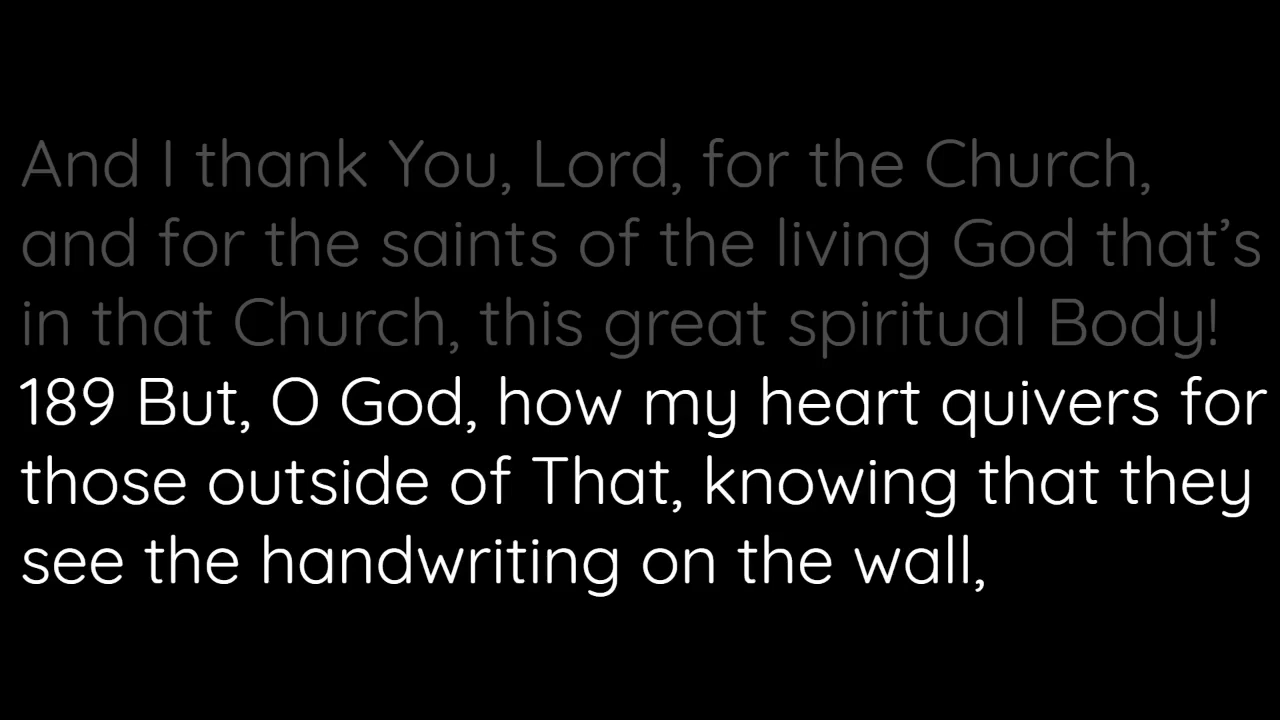 And I thank You, Lord, for the Church,
and for the saints of the living God that’s
in that Church, this great spiritual Body!
189 But, O God, how my heart quivers for
those outside of That, knowing that they
see the handwriting on the wall,